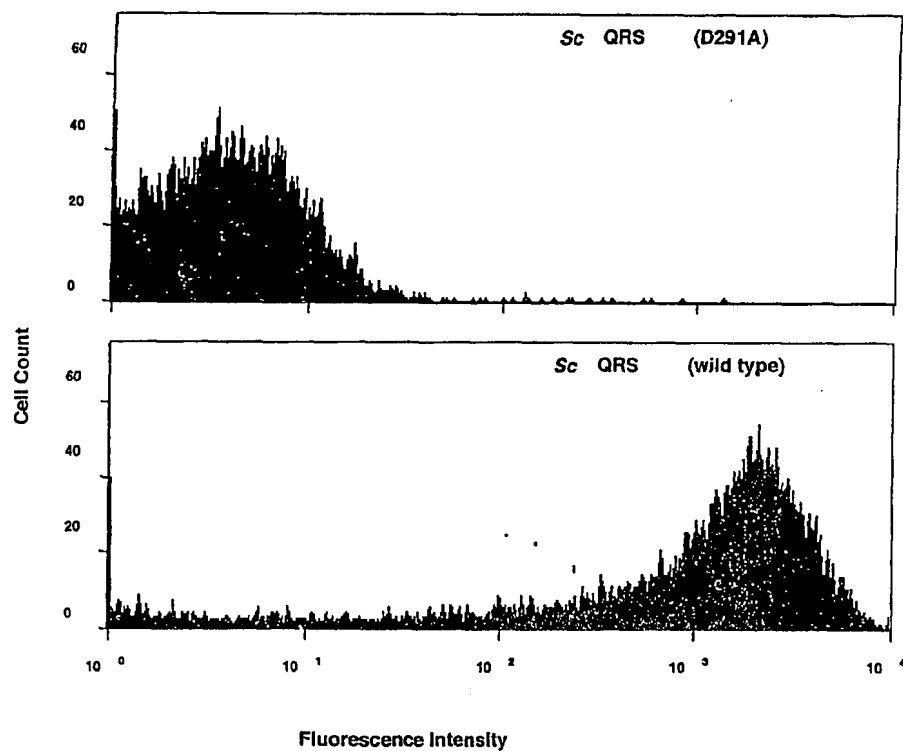 Sc QRS (D291A)
60
40
20
0
Sc QRS (wild type)
60
40
20
0
Cell Count
10^0 10^1 10^2 10^3 10^4
Fluorescence Intensity